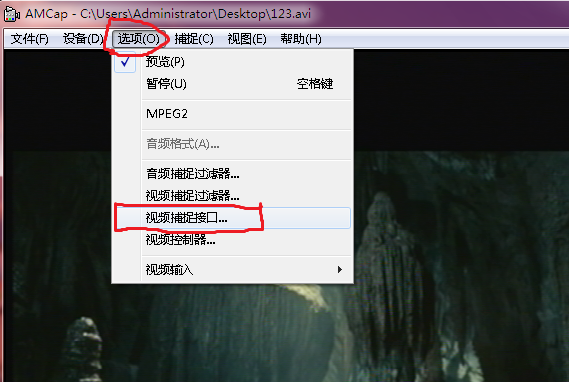 AMCap - C:\Users\Administrator\Desktop\123.avi
文件(F) 设备(D) 选项(O) 捕捉(C) 视图(E) 帮助(H)
预览(P)
暂停(U) 空格键
MPEG2
音频格式(A)...
音频捕捉过滤器...
视频捕捉过滤器...
视频捕捉接口...
视频控制器...
视频输入